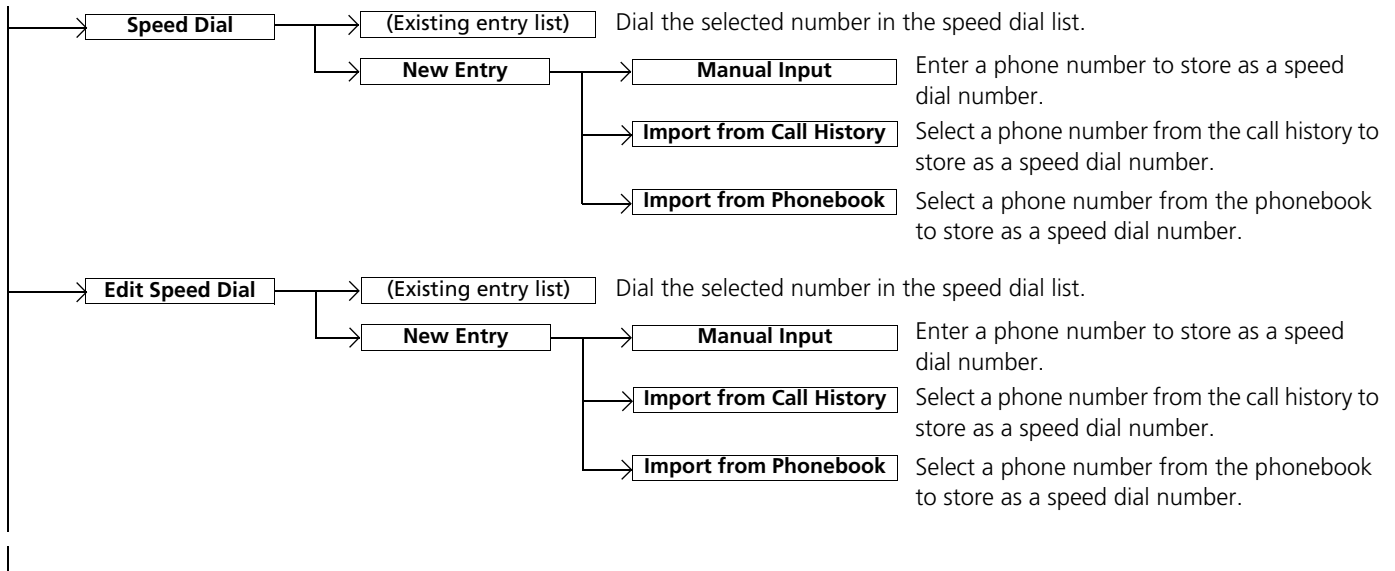 Speed Dial
(Existing entry list)
Dial the selected number in the speed dial list.
New Entry
Manual Input
Enter a phone number to store as a speed
dial number.
Import from Call History
Select a phone number from the call history to
store as a speed dial number.
Import from Phonebook
Select a phone number from the phonebook
to store as a speed dial number.
Edit Speed Dial
(Existing entry list)
Dial the selected number in the speed dial list.
New Entry
Manual Input
Enter a phone number to store as a speed
dial number.
Import from Call History
Select a phone number from the call history to
store as a speed dial number.
Import from Phonebook
Select a phone number from the phonebook
to store as a speed dial number.